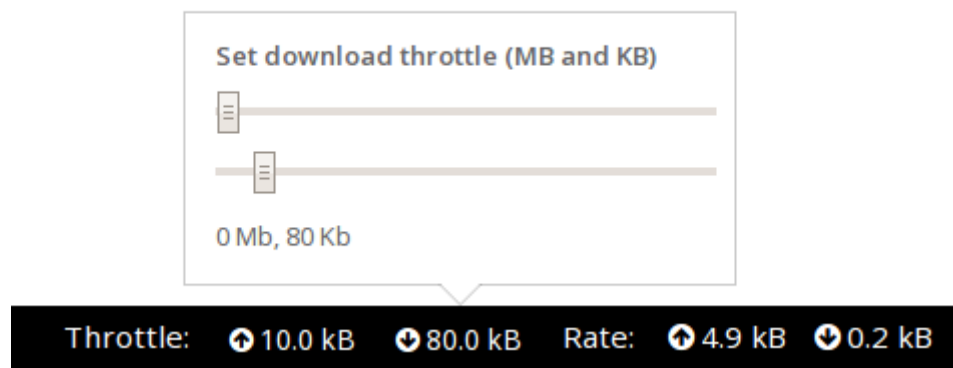 Set download throttle (MB and KB)
0 Mb, 80 Kb
Throttle: 10.0 kB 80.0 kB Rate: 4.9 kB 0.2 kB